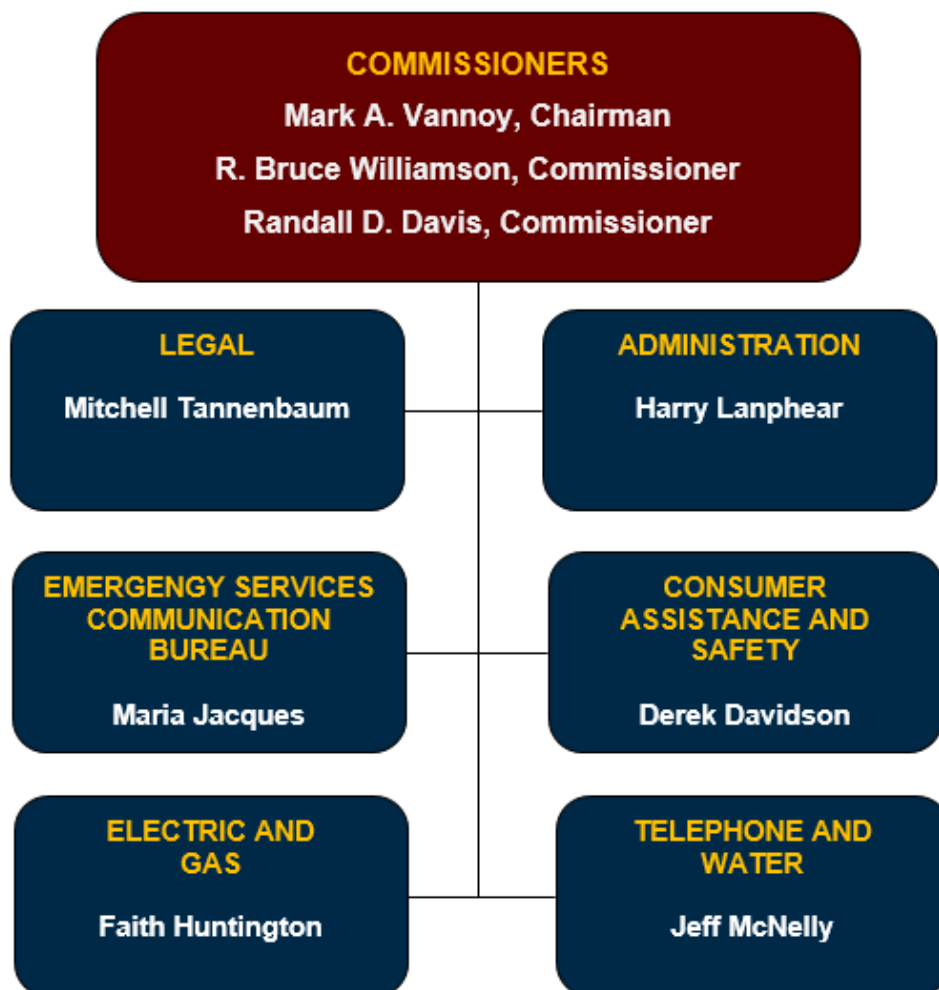 COMMISSIONERS
Mark A. Vannoy, Chairman
R. Bruce Williamson, Commissioner
Randall D. Davis, Commissioner
LEGAL
Mitchell Tannenbaum
ADMINISTRATION
Harry Lanphear
EMERGENGY SERVICES
COMMUNICATION
BUREAU
Maria Jacques
CONSUMER
ASSISTANCE AND
SAFETY
Derek Davidson
ELECTRIC AND
GAS
Faith Huntington
TELEPHONE AND
WATER
Jeff McNelly